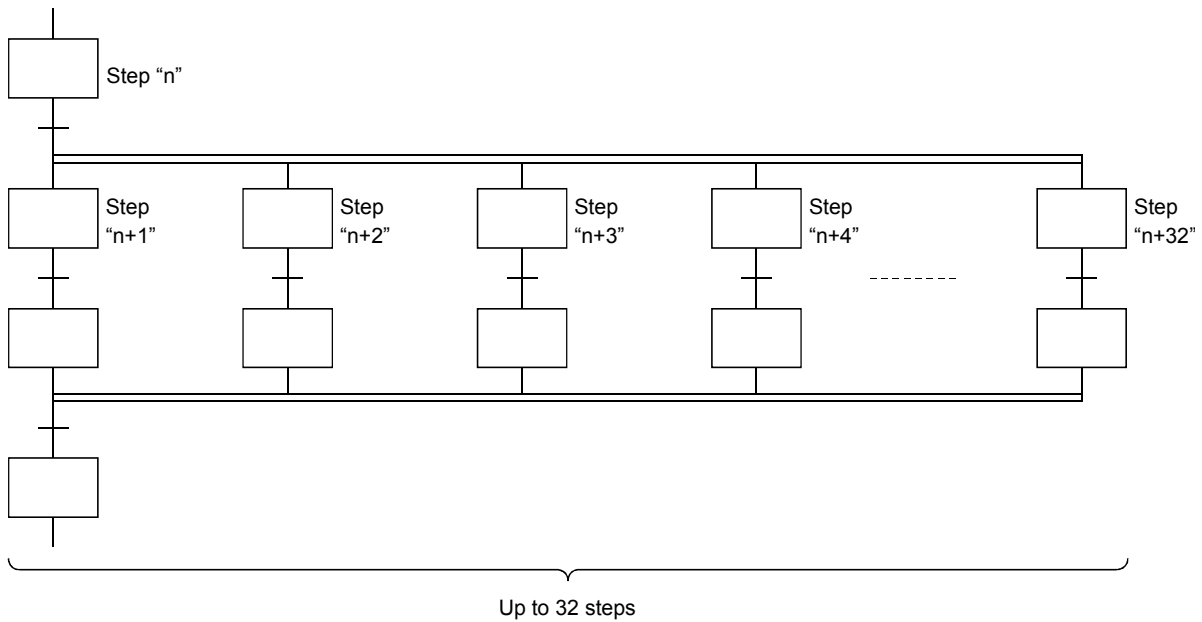 Step “n”
Step
“n+1”
Step
“n+2”
Step
“n+3”
Step
“n+4”
Step
“n+32”
Up to 32 steps